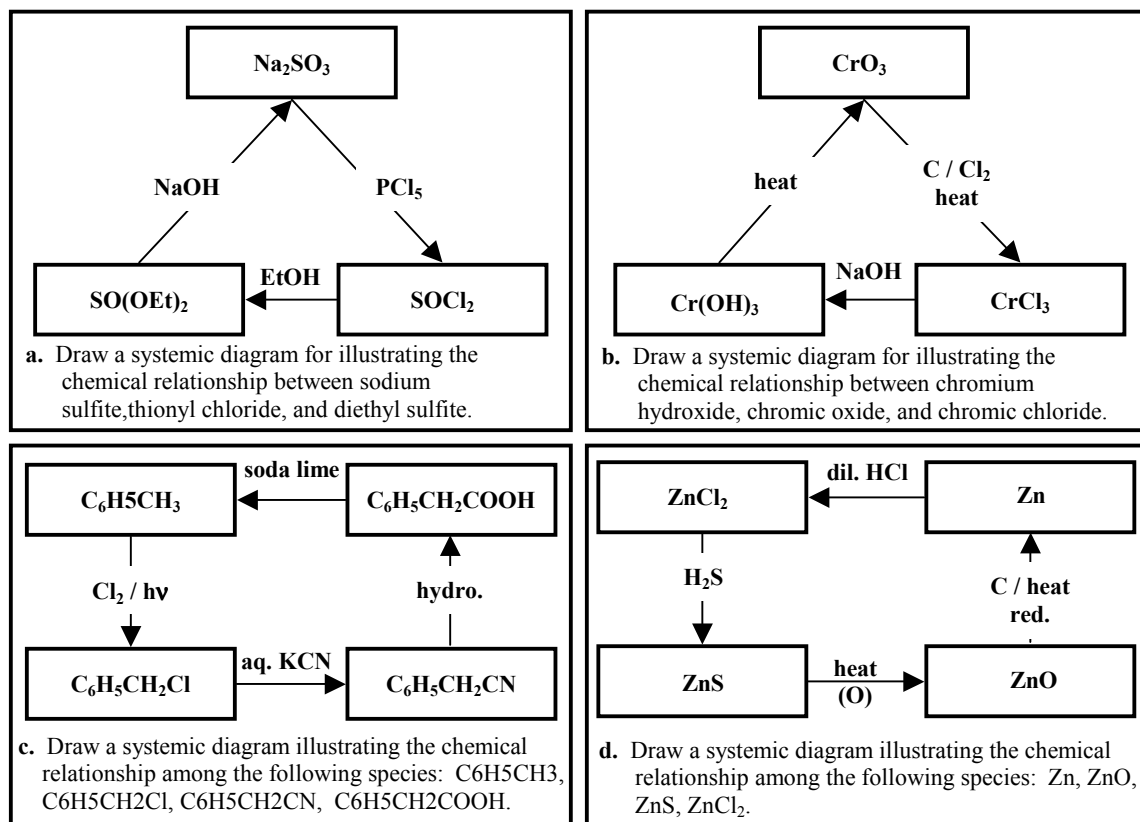 Na₂SO₃
NaOH
PCl₅
EtOH
SO(OEt)₂
SOCl₂
a. Draw a systemic diagram for illustrating the
chemical relationship between sodium
sulfite,thionyl chloride, and diethyl sulfite.
CrO₃
heat
C / Cl₂
heat
NaOH
Cr(OH)₃
CrCl₃
b. Draw a systemic diagram for illustrating the
chemical relationship between chromium
hydroxide, chromic oxide, and chromic chloride.
soda lime
C₆H5CH₃
C₆H₅CH₂COOH
Cl₂ / hν
hydro.
aq. KCN
C₆H₅CH₂Cl
C₆H₅CH₂CN
c. Draw a systemic diagram illustrating the chemical
relationship among the following species: C6H5CH3,
C6H5CH2Cl, C6H5CH2CN, C6H5CH2COOH.
dil. HCl
ZnCl₂
Zn
H₂S
C / heat
red.
heat
(O)
ZnS
ZnO
d. Draw a systemic diagram illustrating the chemical
relationship among the following species: Zn, ZnO,
ZnS, ZnCl₂.